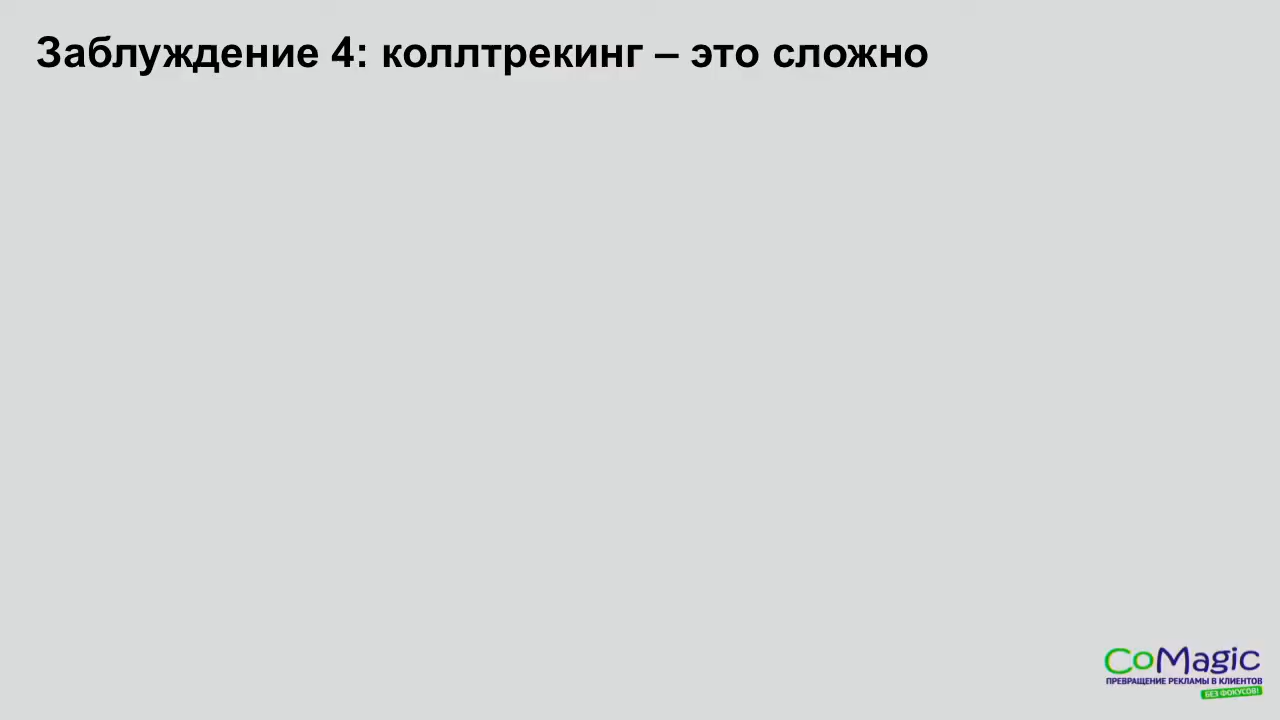 Заблуждение 4: коллтрекинг – это сложно
CoMagic
ПРЕВРАЩЕНИЕ РЕКЛАМЫ В КЛИЕНТОВ
БЕЗ ФОКУСОВ!